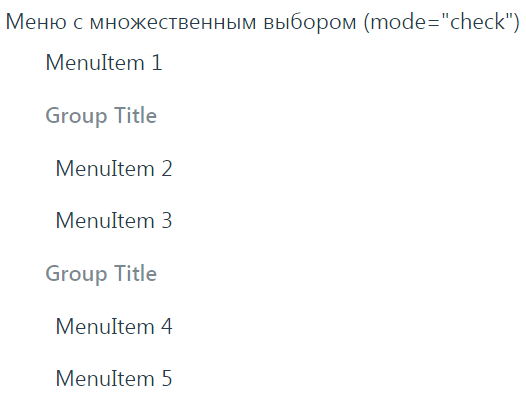 Меню с множественным выбором (mode="check")
MenuItem 1
Group Title
MenuItem 2
MenuItem 3
Group Title
MenuItem 4
MenuItem 5